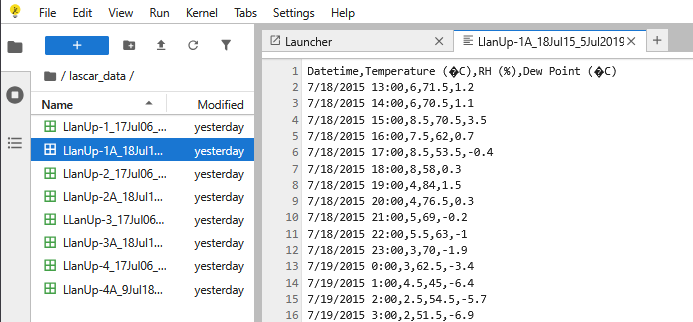 File Edit View Run Kernel Tabs Settings Help
+
/ lascar_data /
Name Modified
LlanUp-1_17Jul06_... yesterday
LlanUp-1A_18Jul1... yesterday
LlanUp-2_17Jul06_... yesterday
LlanUp-2A_18Jul1... yesterday
LLanUp-3_17Jul06... yesterday
LlanUp-3A_18Jul1... yesterday
LlanUp-4_17Jul06_... yesterday
LlanUp-4A_9Jul18... yesterday
Launcher
LlanUp-1A_18Jul15_5Jul2019
1 Datetime,Temperature (�C),RH (%),Dew Point (�C)
2 7/18/2015 13:00,6,71.5,1.2
3 7/18/2015 14:00,6,70.5,1.1
4 7/18/2015 15:00,8.5,70.5,3.5
5 7/18/2015 16:00,7.5,62,0.7
6 7/18/2015 17:00,8.5,53.5,-0.4
7 7/18/2015 18:00,8,58,0.3
8 7/18/2015 19:00,4,84,1.5
9 7/18/2015 20:00,4,76.5,0.3
10 7/18/2015 21:00,5,69,-0.2
11 7/18/2015 22:00,5.5,63,-1
12 7/18/2015 23:00,3,70,-1.9
13 7/19/2015 0:00,3,62.5,-3.4
14 7/19/2015 1:00,4.5,45,-6.4
15 7/19/2015 2:00,2.5,54.5,-5.7
16 7/19/2015 3:00,2,51.5,-6.9